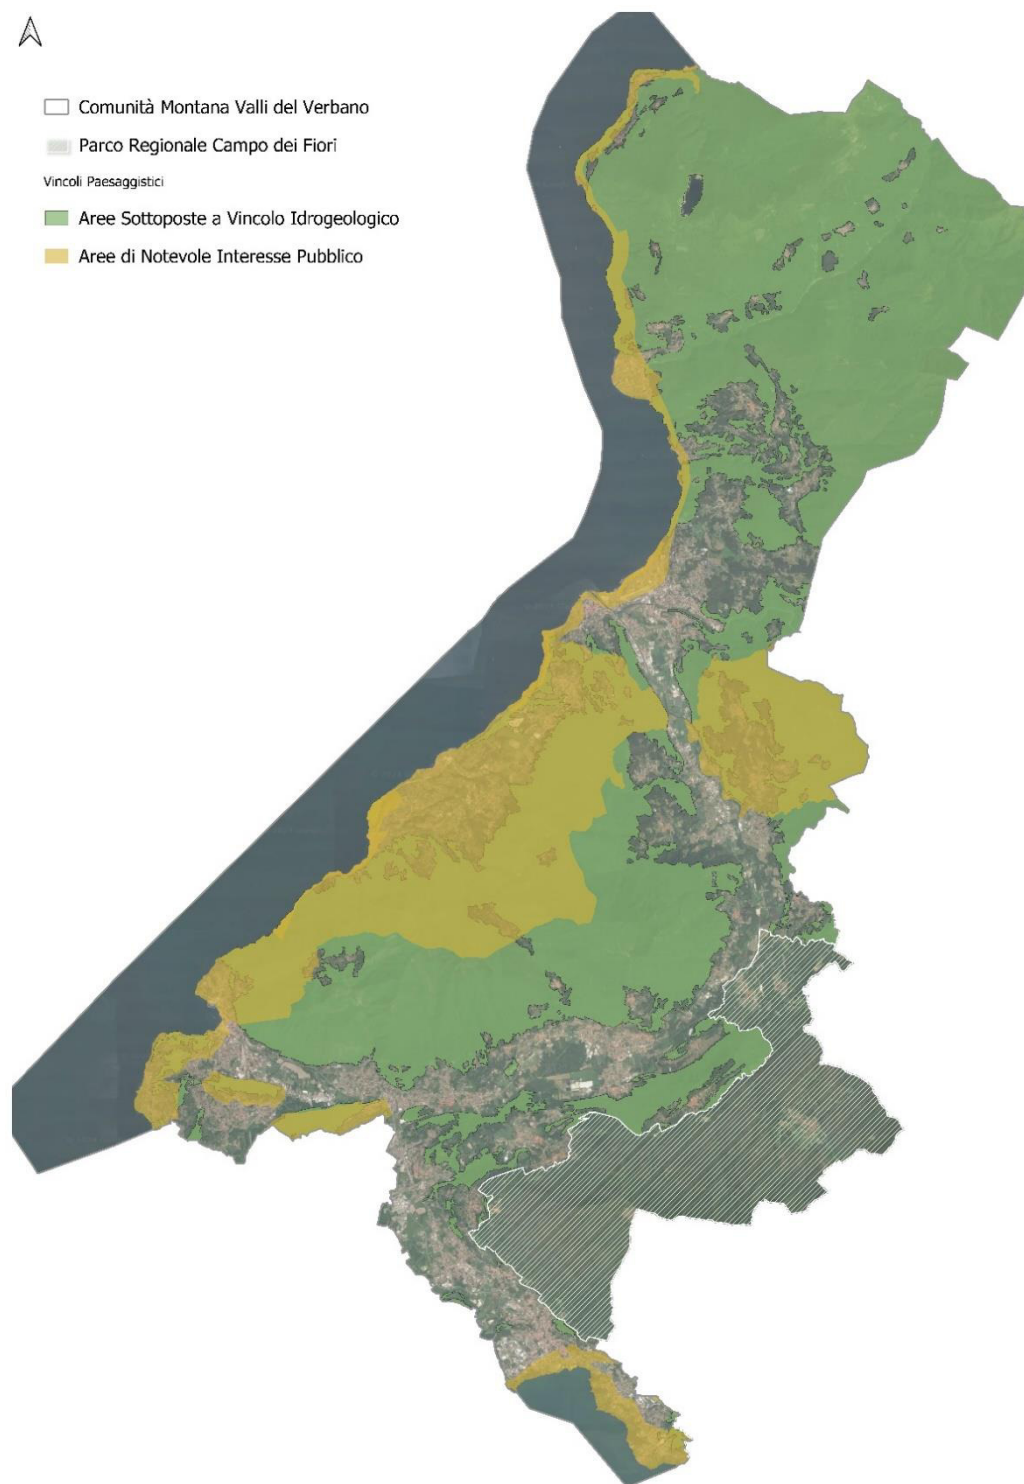 Comunità Montana Valli del Verbano
Parco Regionale Campo dei Fiori
Vincoli Paesaggistici
Aree Sottoposte a Vincolo Idrogeologico
Aree di Notevole Interesse Pubblico